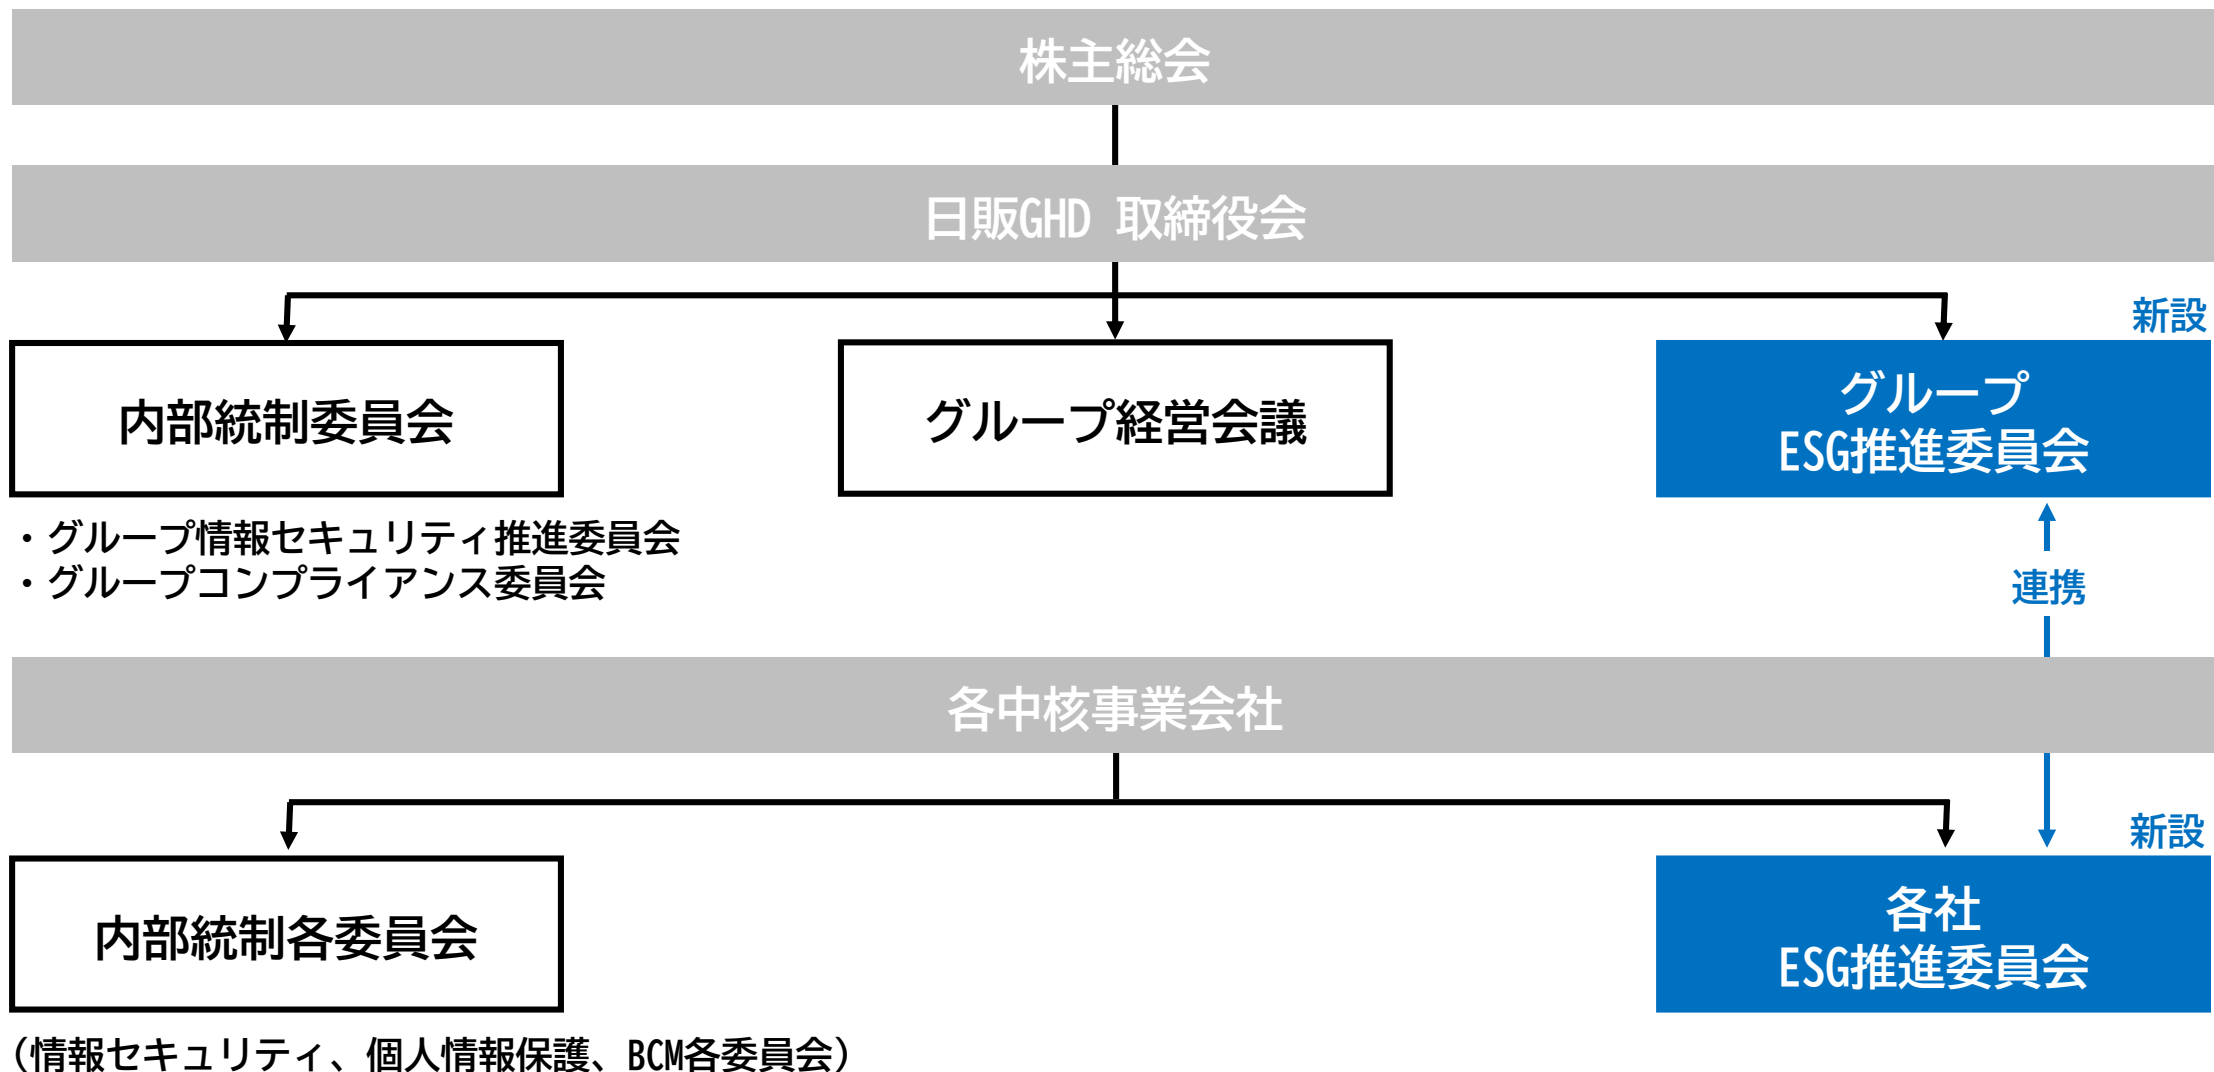 株主総会
日販GHD 取締役会
新設
内部統制委員会
グループ経営会議
グループ
ESG推進委員会
・グループ情報セキュリティ推進委員会
・グループコンプライアンス委員会
連携
各中核事業会社
新設
内部統制各委員会
各社
ESG推進委員会
（情報セキュリティ、個人情報保護、BCM各委員会）